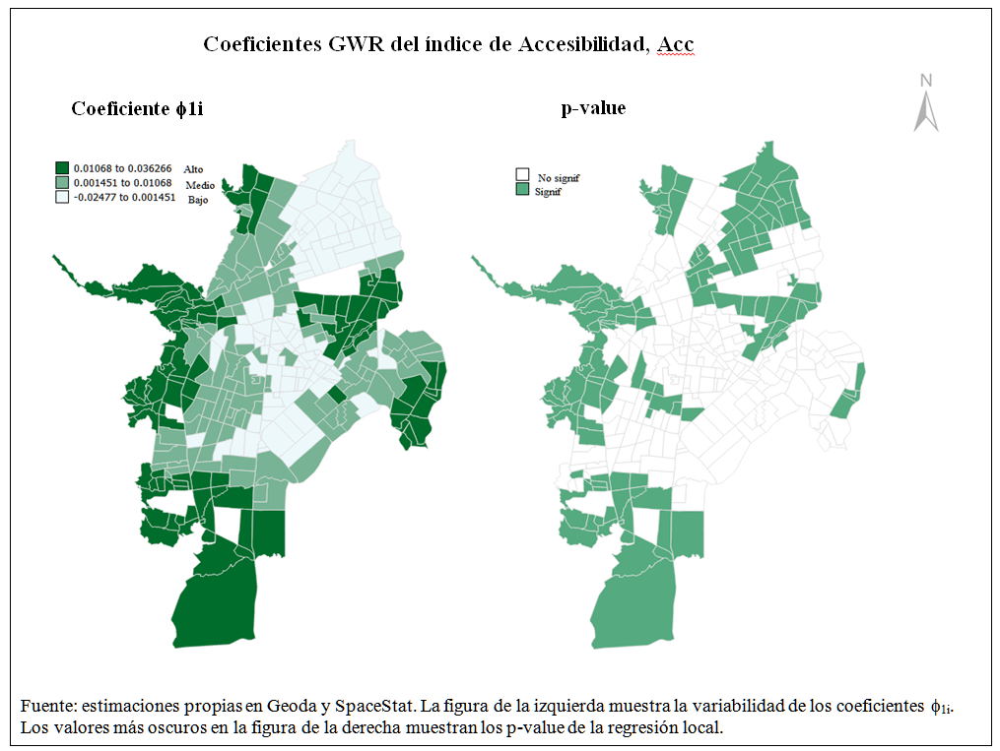 Coeficientes GWR del índice de Accesibilidad, Acc
N
Coeficiente ϕ1i
p-value
0.01068 to 0.036266 Alto
0.001451 to 0.01068 Medio
-0.02477 to 0.001451 Bajo
No signif
Signif
Fuente: estimaciones propias en Geoda y SpaceStat. La figura de la izquierda muestra la variabilidad de los coeficientes ϕ1i.
Los valores más oscuros en la figura de la derecha muestran los p-value de la regresión local.